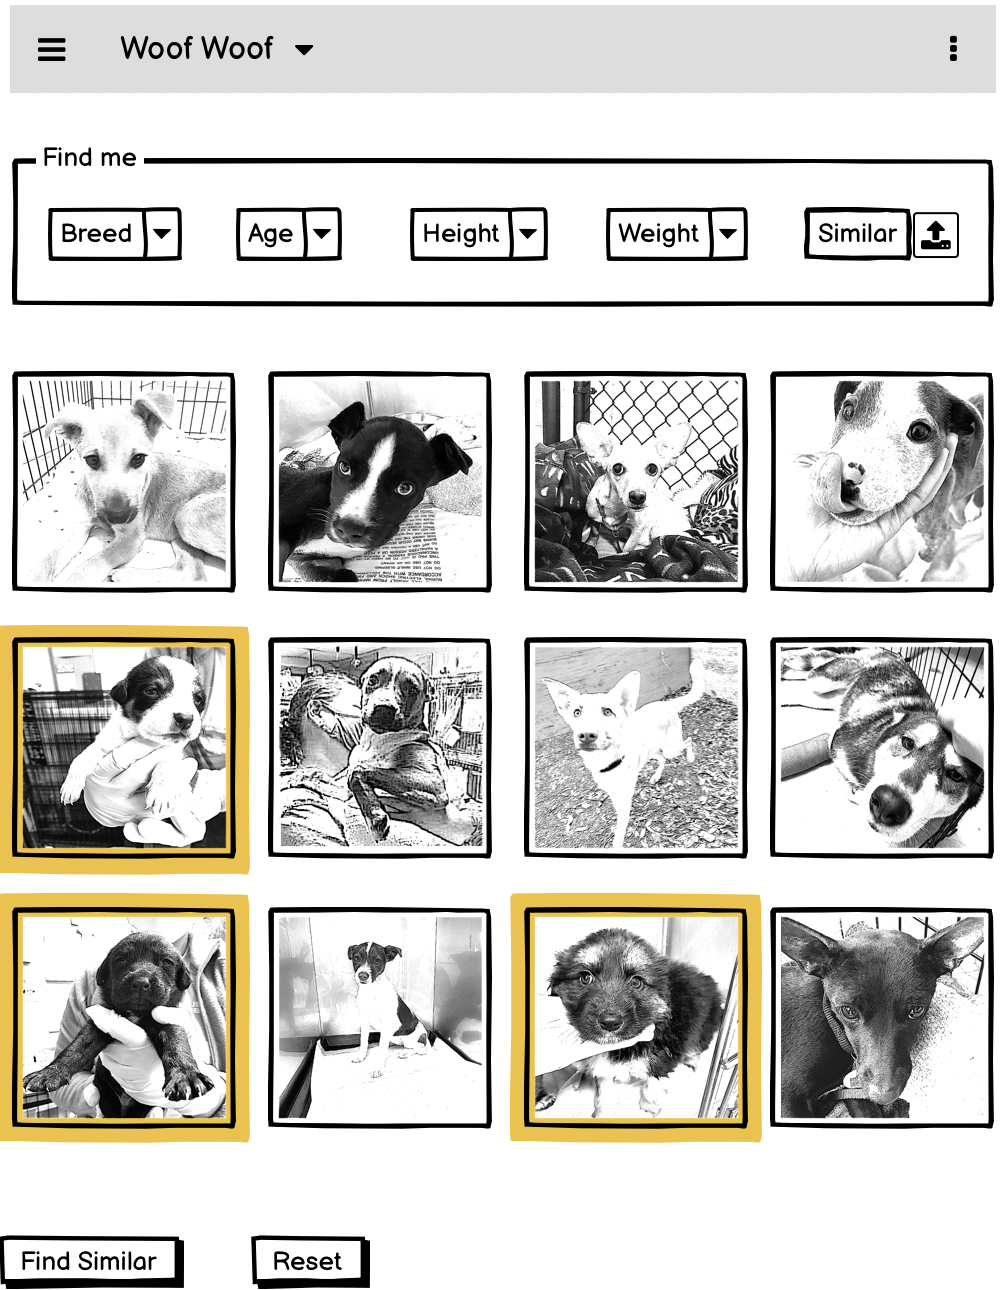 Woof Woof
Find me
Breed
Age
Height
Weight
Similar
Find Similar
Reset